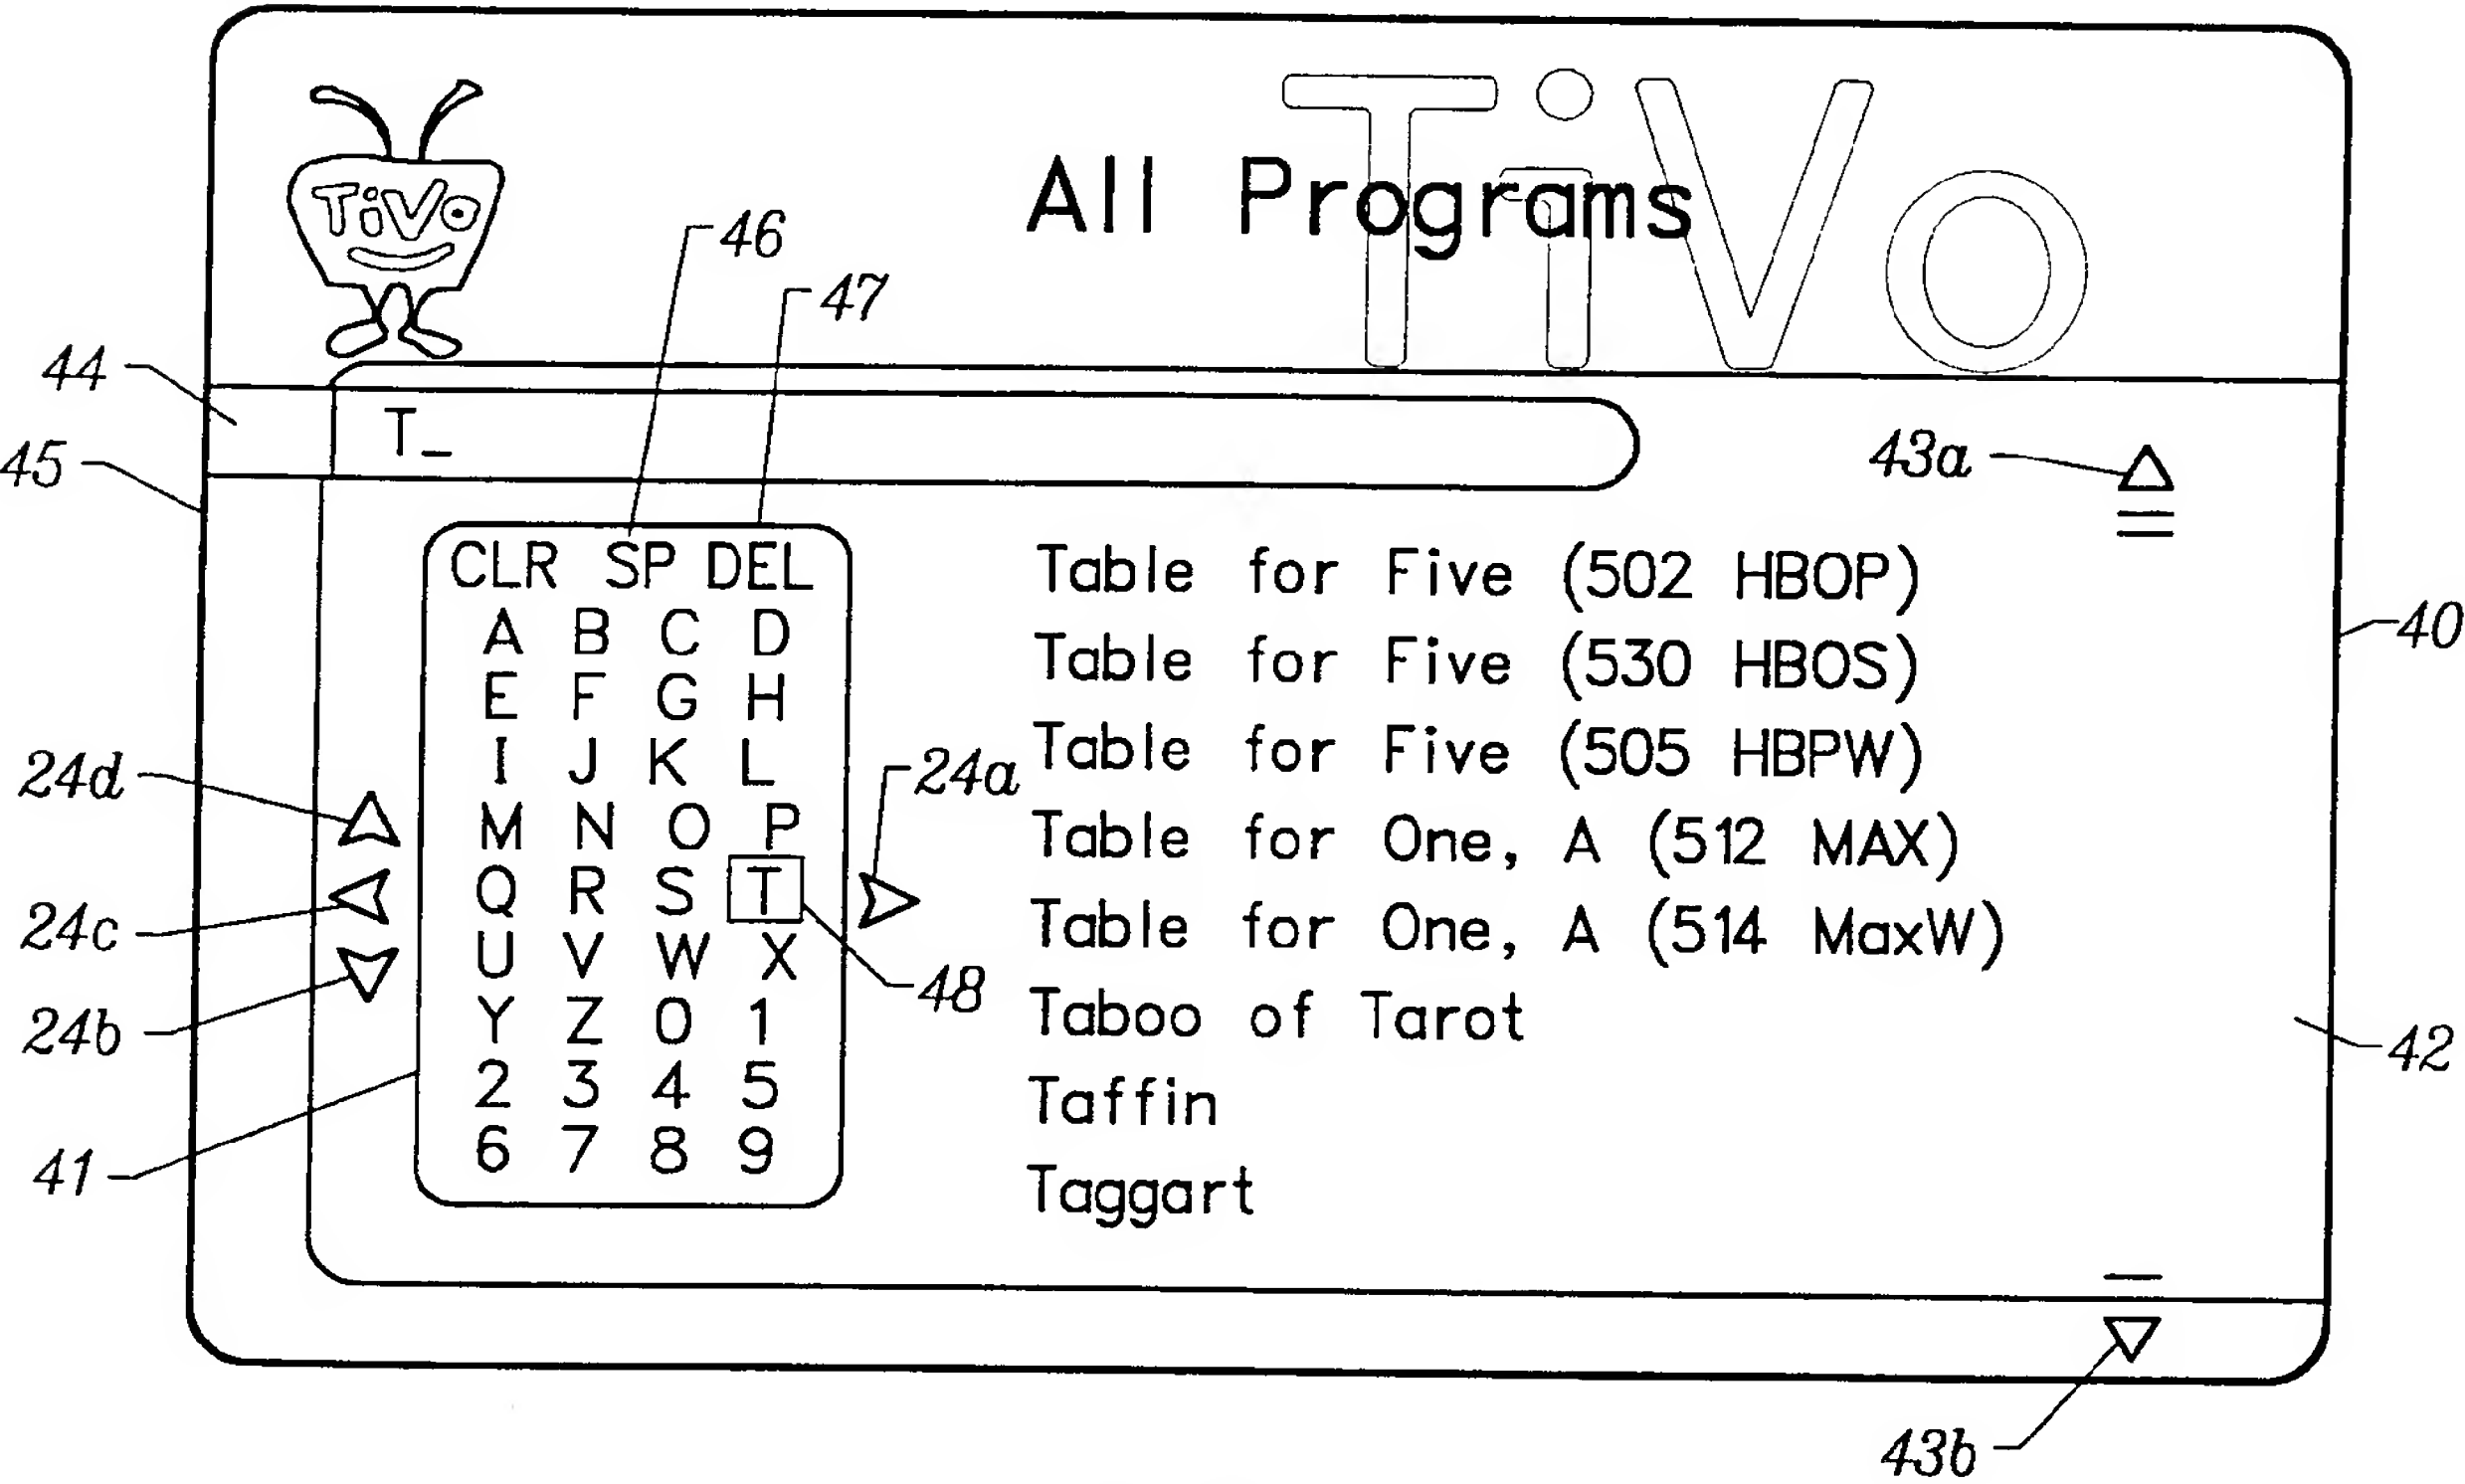 TiVo
TiVo
All Programs
46
47
44
T_
45
43a
CLR SP DEL
A B C D
E F G H
I J K L
M N O P
Q R S T
U V W X
Y Z 0 1
2 3 4 5
6 7 8 9
Table for Five (502 HBOP)
Table for Five (530 HBOS)
Table for Five (505 HBPW)
Table for One, A (512 MAX)
Table for One, A (514 MaxW)
Taboo of Tarot
Taffin
Taggart
40
24d
24a
24c
48
24b
42
41
43b